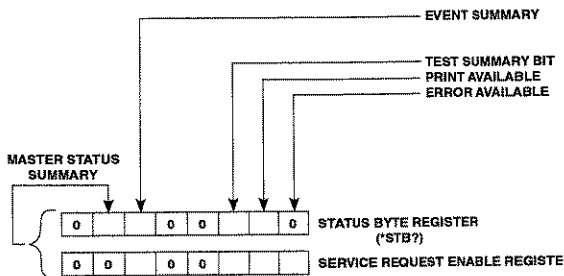 EVENT SUMMARY
TEST SUMMARY BIT
PRINT AVAILABLE
ERROR AVAILABLE
MASTER STATUS
SUMMARY
0 0 0 0
STATUS BYTE REGISTER
(*STB?)
0 0 0 0
SERVICE REQUEST ENABLE REGISTE